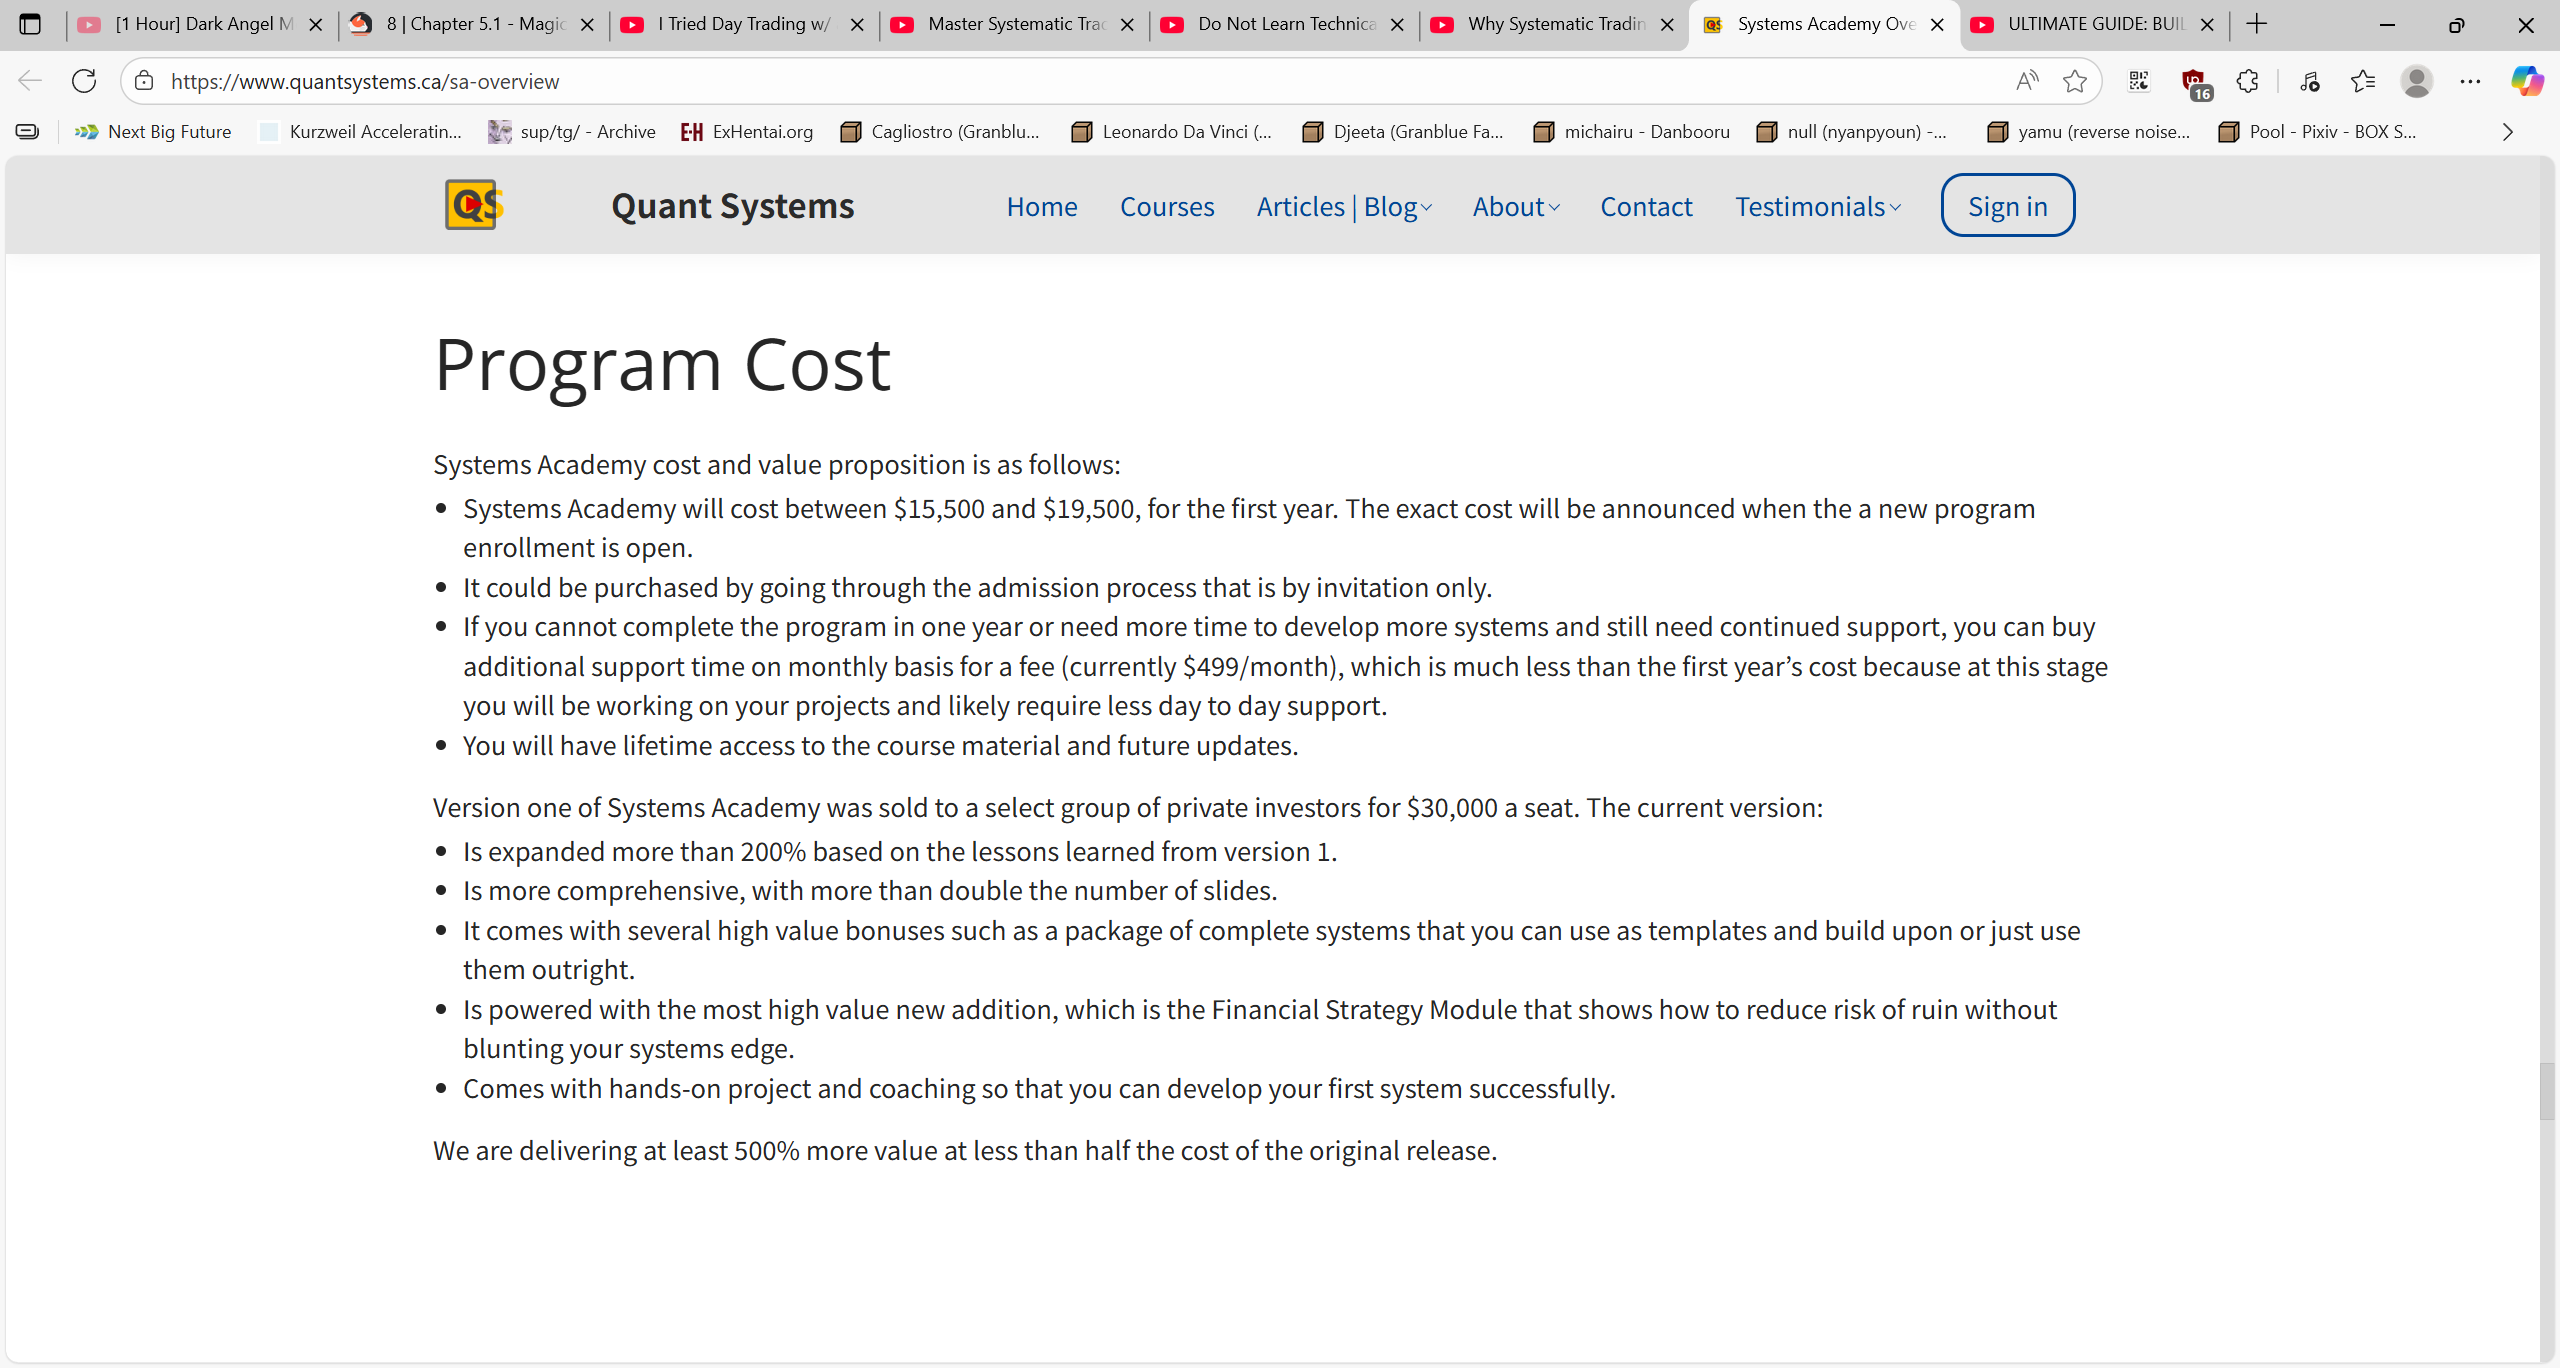 [1 Hour] Dark Angel M
8 | Chapter 5.1 - Magic
I Tried Day Trading w/
Master Systematic Trad
Do Not Learn Technica
Why Systematic Tradin
Systems Academy Ove
ULTIMATE GUIDE: BUIL
https://www.quantsystems.ca/sa-overview
16
Next Big Future
Kurzweil Acceleratin...
sup/tg/ - Archive
E-H ExHentai.org
Cagliostro (Granblu...
Leonardo Da Vinci (...
Djeeta (Granblue Fa...
michairu - Danbooru
null (nyanpyoun) -...
yamu (reverse noise...
Pool - Pixiv - BOX S...
QS
Quant Systems
Home
Courses
Articles | Blog
About
Contact
Testimonials
Sign in
Program Cost
Systems Academy cost and value proposition is as follows:
• Systems Academy will cost between $15,500 and $19,500, for the first year. The exact cost will be announced when the a new program
enrollment is open.
• It could be purchased by going through the admission process that is by invitation only.
• If you cannot complete the program in one year or need more time to develop more systems and still need continued support, you can buy
additional support time on monthly basis for a fee (currently $499/month), which is much less than the first year’s cost because at this stage
you will be working on your projects and likely require less day to day support.
• You will have lifetime access to the course material and future updates.
Version one of Systems Academy was sold to a select group of private investors for $30,000 a seat. The current version:
• Is expanded more than 200% based on the lessons learned from version 1.
• Is more comprehensive, with more than double the number of slides.
• It comes with several high value bonuses such as a package of complete systems that you can use as templates and build upon or just use
them outright.
• Is powered with the most high value new addition, which is the Financial Strategy Module that shows how to reduce risk of ruin without
blunting your systems edge.
• Comes with hands-on project and coaching so that you can develop your first system successfully.
We are delivering at least 500% more value at less than half the cost of the original release.